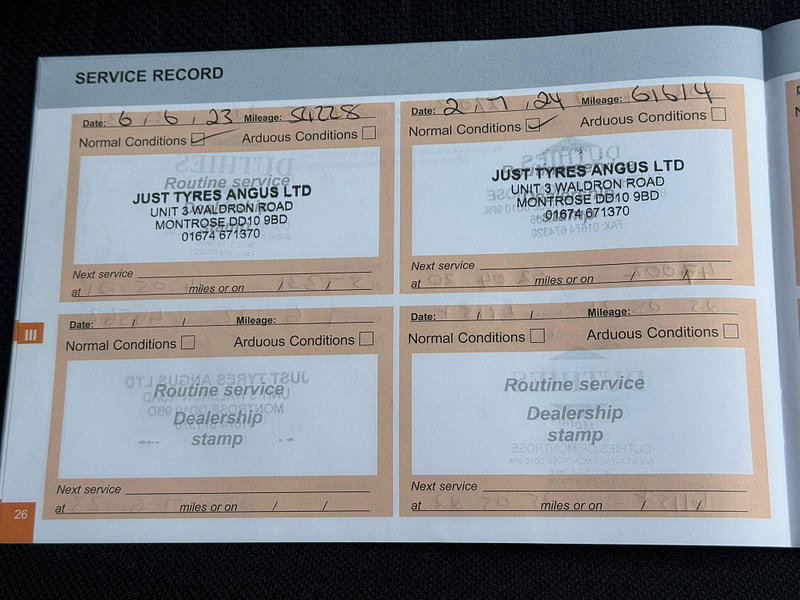 SERVICE RECORD
Date: 6, 6, 23 Mileage: 54228
Normal Conditions Arduous Conditions
Routine service
JUST TYRES ANGUS LTD
UNIT 3 WALDRON ROAD
MONTROSE DD10 9BD
01674 671370
Next service
at miles or on / /
Date: 2, 7, 24 Mileage: 61614
Normal Conditions Arduous Conditions
JUST TYRES ANGUS LTD
UNIT 3 WALDRON ROAD
MONTROSE DD10 9BD
01674 671370
Next service
at miles or on / /
III
Date: / / Mileage:
Normal Conditions Arduous Conditions
Routine service
Dealership
stamp
Next service
at miles or on / /
Date: / / Mileage:
Normal Conditions Arduous Conditions
Routine service
Dealership
stamp
Next service
at miles or on / /
26